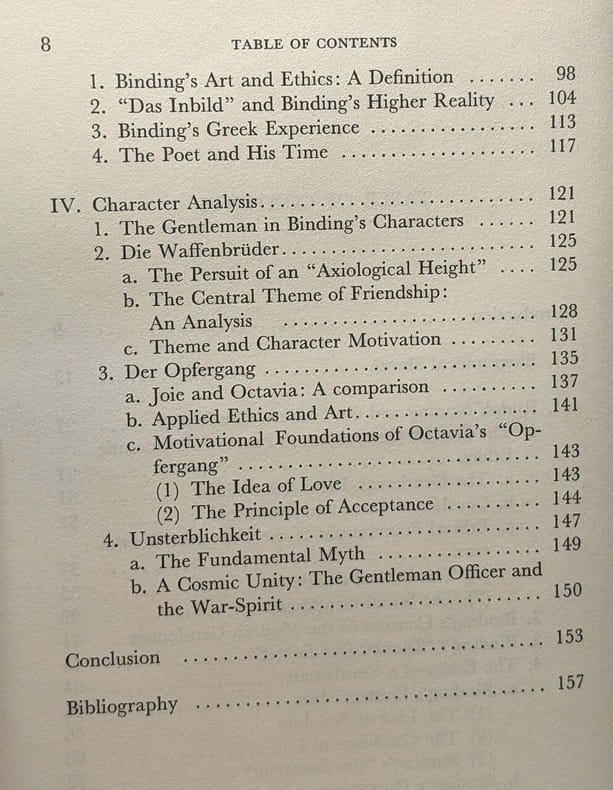 8 TABLE OF CONTENTS
1. Binding's Art and Ethics: A Definition ....... 98
2. “Das Inbild” and Binding's Higher Reality ... 104
3. Binding's Greek Experience ................. 113
4. The Poet and His Time ................... 117
IV. Character Analysis............................ 121
1. The Gentleman in Binding's Characters ...... 121
2. Die Waffenbrüder......................... 125
a. The Persuit of an “Axiological Height” .... 125
b. The Central Theme of Friendship:
An Analysis ......................... 128
c. Theme and Character Motivation ......... 131
3. Der Opfergang ........................... 135
a. Joie and Octavia: A comparison .......... 137
b. Applied Ethics and Art.................. 141
c. Motivational Foundations of Octavia's “Op-
fergang” .............................. 143
(1) The Idea of Love .................. 143
(2) The Principle of Acceptance .......... 144
4. Unsterblichkeit ........................... 147
a. The Fundamental Myth ................ 149
b. A Cosmic Unity: The Gentleman Officer and
the War-Spirit ......................... 150
Conclusion .................................... 153
Bibliography .................................. 157